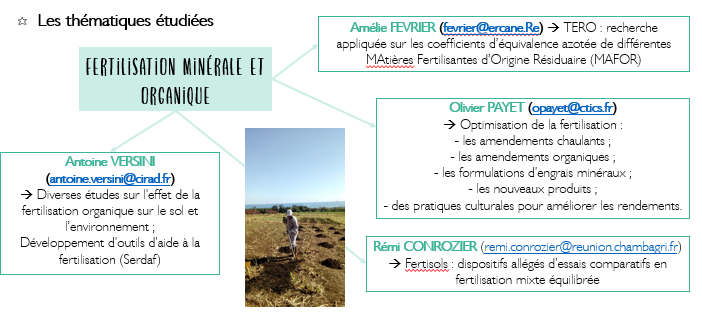 ☆ Les thématiques étudiées
FERTILISATION MINÉRALE ET
ORGANIQUE
Amélie FEVRIER (fevrier@ercane.Re) → TERO : recherche
appliquée sur les coefficients d'équivalence azotée de différentes
MAtières Fertilisantes d'Origine Résiduaire (MAFOR)
Olivier PAYET (opayet@ctics.fr)
→ Optimisation de la fertilisation :
- les amendements chaulants ;
- les amendements organiques ;
- les formulations d'engrais minéraux ;
- les nouveaux produits ;
- des pratiques culturales pour améliorer les rendements.
Antoine VERSINI
(antoine.versini@cirad.fr)
→ Diverses études sur l'effet de la
fertilisation organique sur le sol et
l'environnement ;
Développement d'outils d'aide à la
fertilisation (Serdaf)
Rémi CONROZIER (remi.conrozier@reunion.chambagri.fr)
→ Fertisols : dispositifs allégés d'essais comparatifs en
fertilisation mixte équilibrée